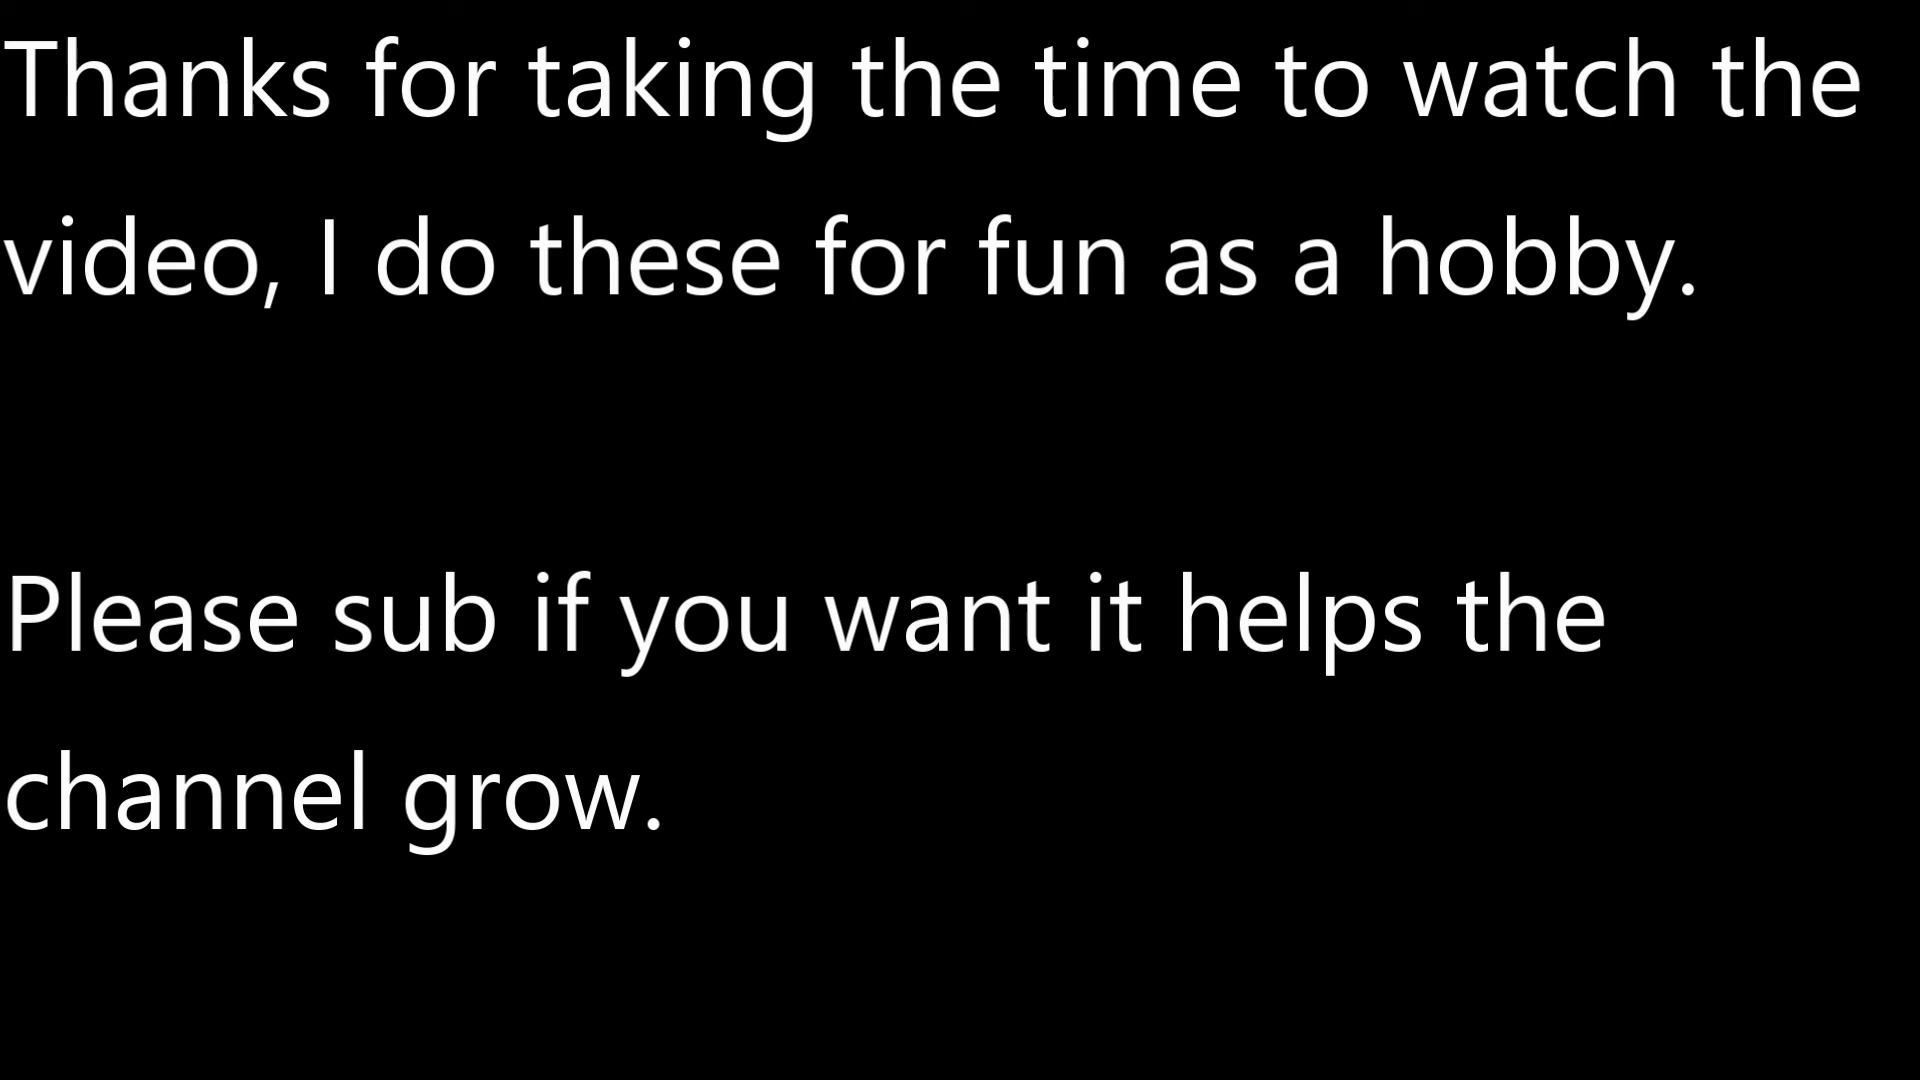 Thanks for taking the time to watch the
video, I do these for fun as a hobby.
Please sub if you want it helps the
channel grow.